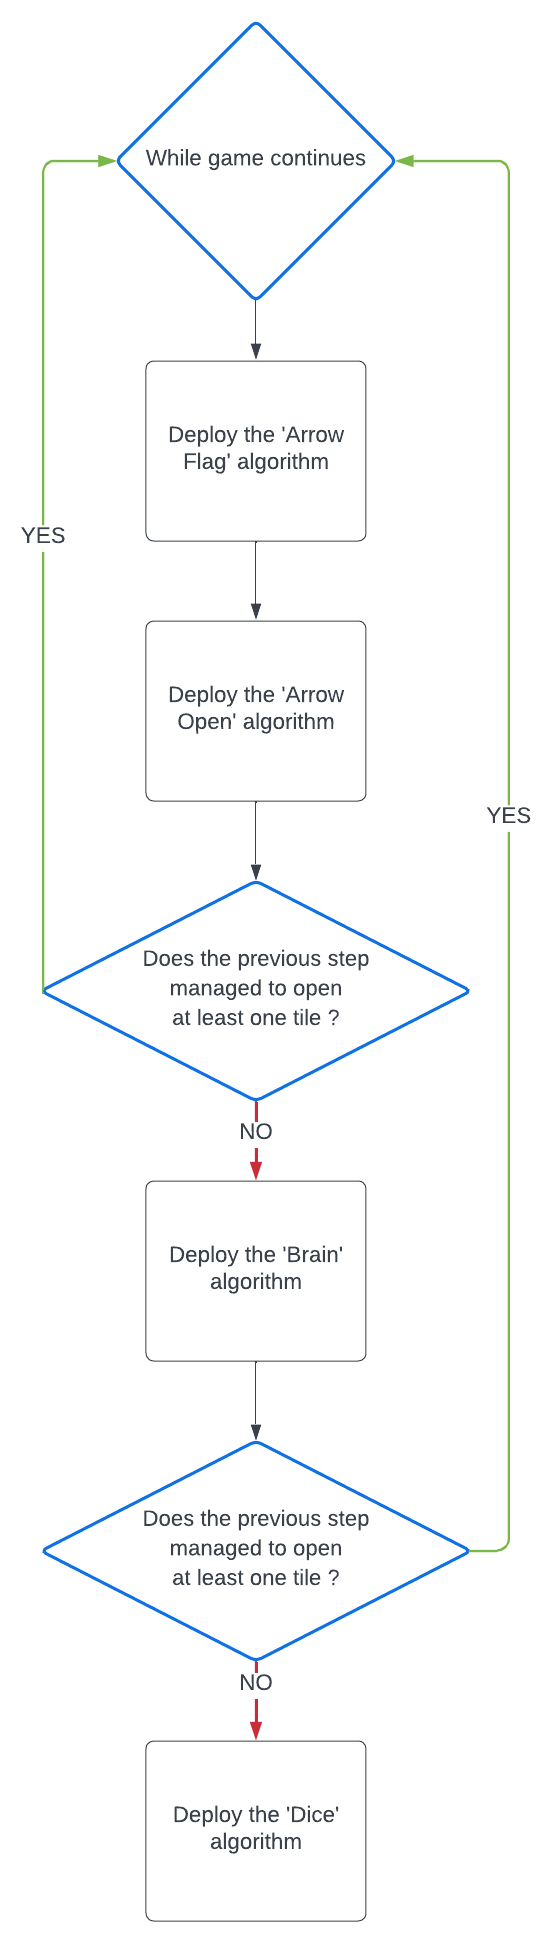 While game continues
Deploy the 'Arrow
Flag' algorithm
YES
Deploy the 'Arrow
Open' algorithm
YES
Does the previous step
managed to open
at least one tile ?
NO
Deploy the 'Brain'
algorithm
Does the previous step
managed to open
at least one tile ?
NO
Deploy the 'Dice'
algorithm